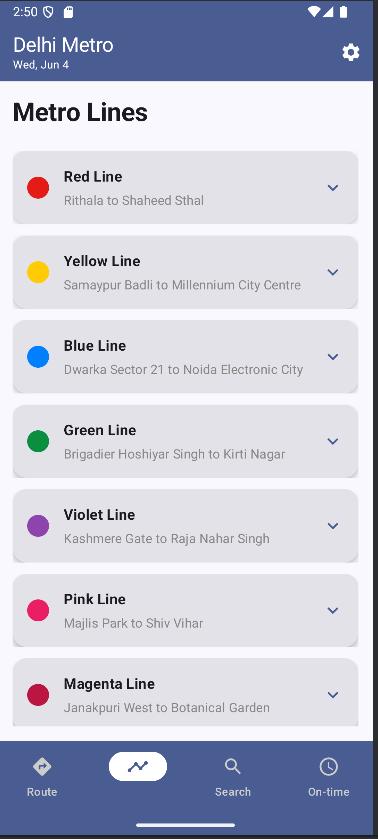 2:50
Delhi Metro
Wed, Jun 4
Metro Lines
Red Line
Rithala to Shaheed Sthal
Yellow Line
Samaypur Badli to Millennium City Centre
Blue Line
Dwarka Sector 21 to Noida Electronic City
Green Line
Brigadier Hoshiyar Singh to Kirti Nagar
Violet Line
Kashmere Gate to Raja Nahar Singh
Pink Line
Majlis Park to Shiv Vihar
Magenta Line
Janakpuri West to Botanical Garden
Route
Search
On-time